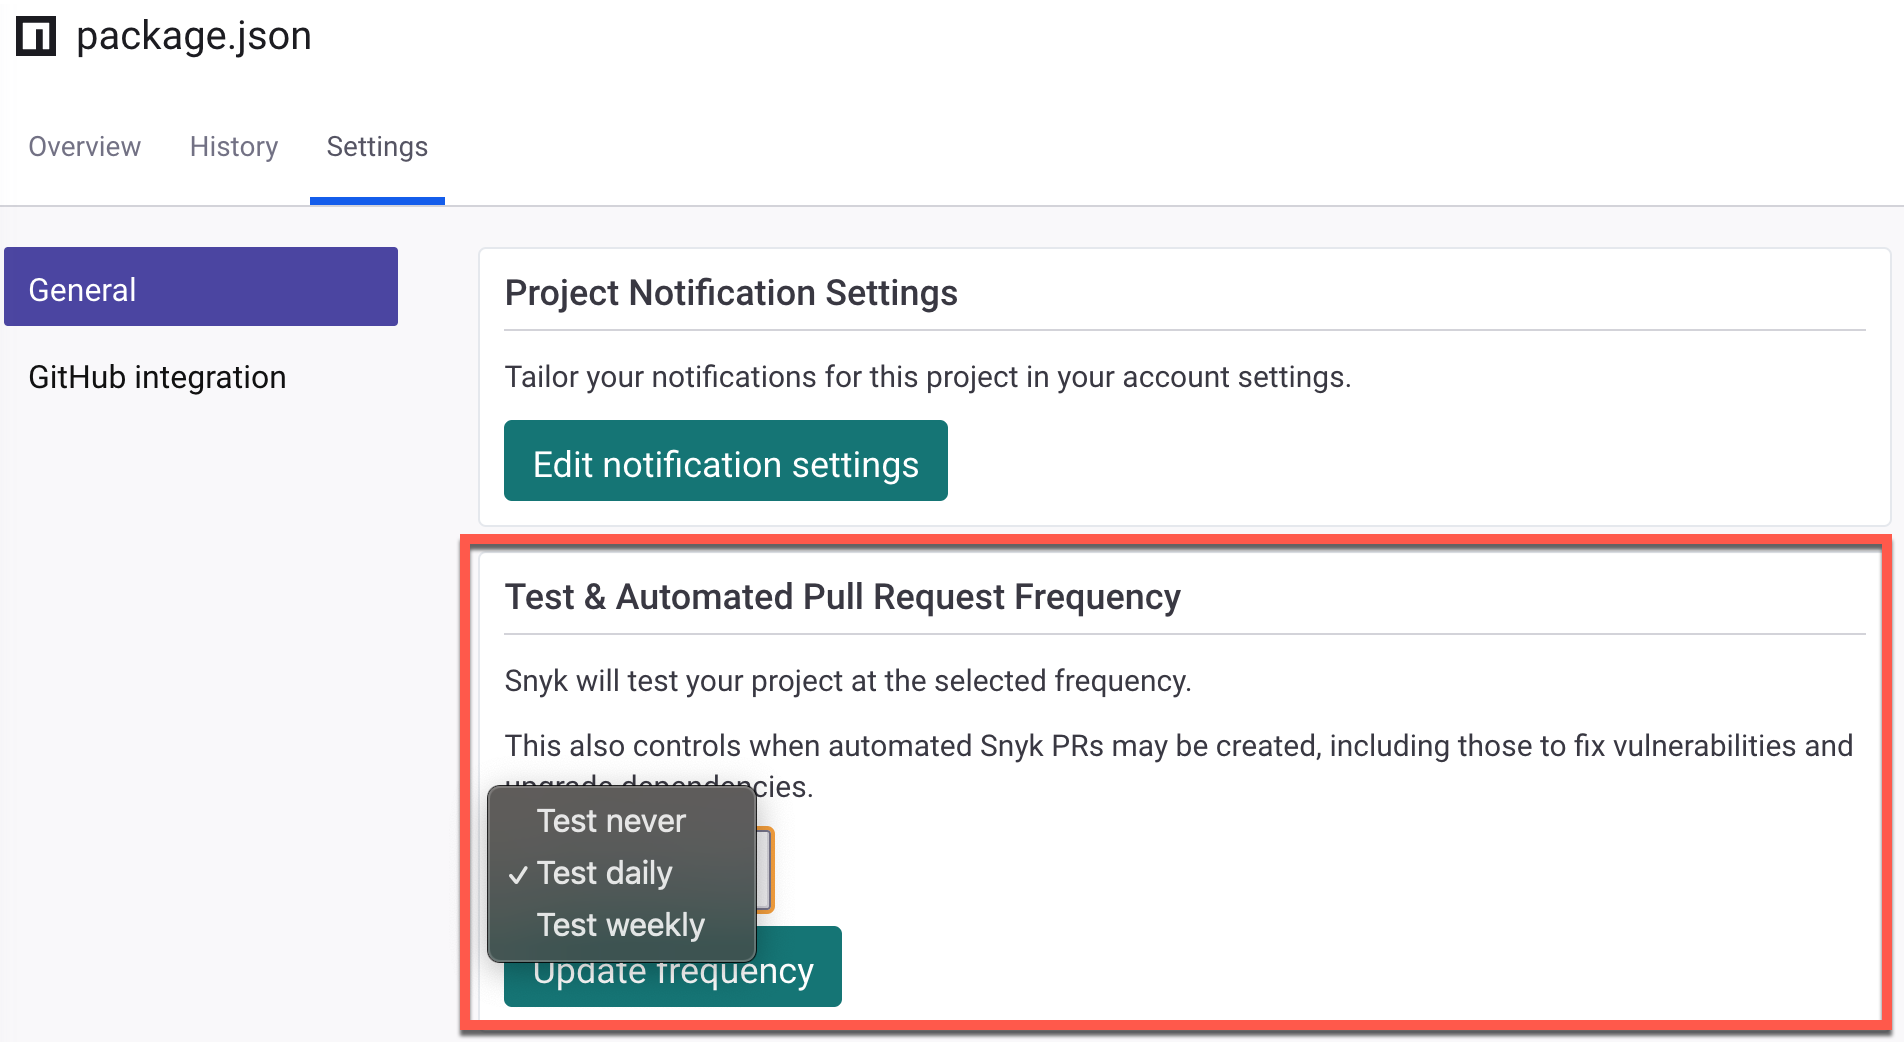 package.json
Overview History Settings
General
GitHub integration
Project Notification Settings
Tailor your notifications for this project in your account settings.
Edit notification settings
Test & Automated Pull Request Frequency
Snyk will test your project at the selected frequency.
This also controls when automated Snyk PRs may be created, including those to fix vulnerabilities and
upgrade dependencies.
Test never
✓ Test daily
Test weekly
Update frequency